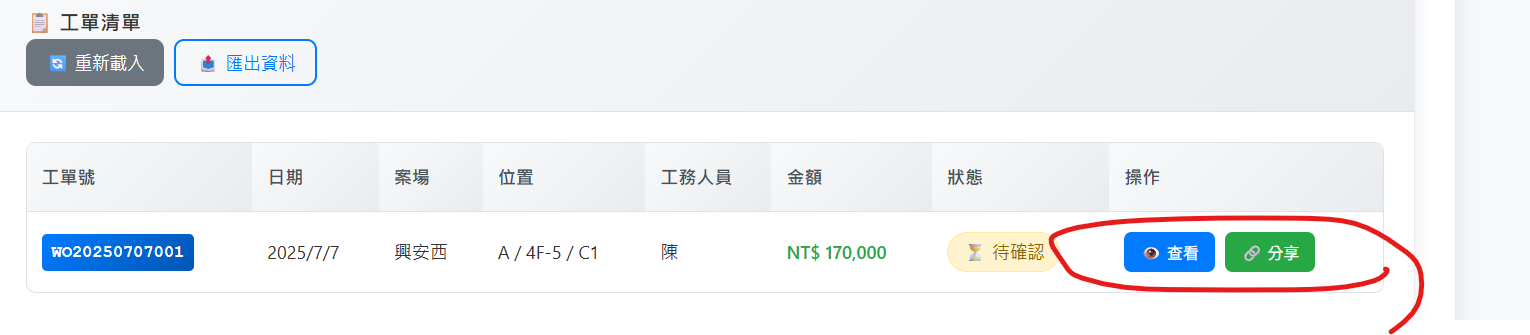 📋 工單清單
🔄 重新載入 📤 匯出資料
工單號 日期 案場 位置 工務人員 金額 狀態 操作
WO20250707001 2025/7/7 興安西 A / 4F-5 / C1 陳 NT$ 170,000 ⏳ 待確認 👁️ 查看 🔗 分享